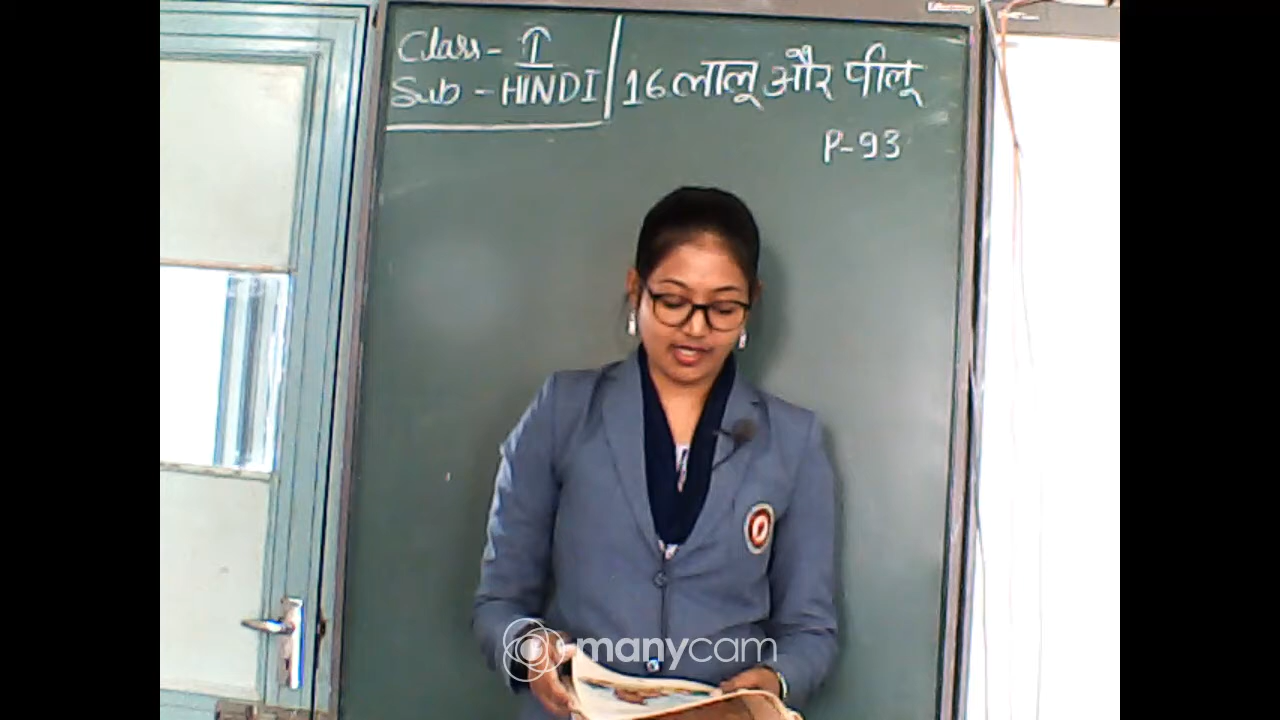 Class- I
Sub - HINDI
16 लालू और पीलू
P-93
manycam